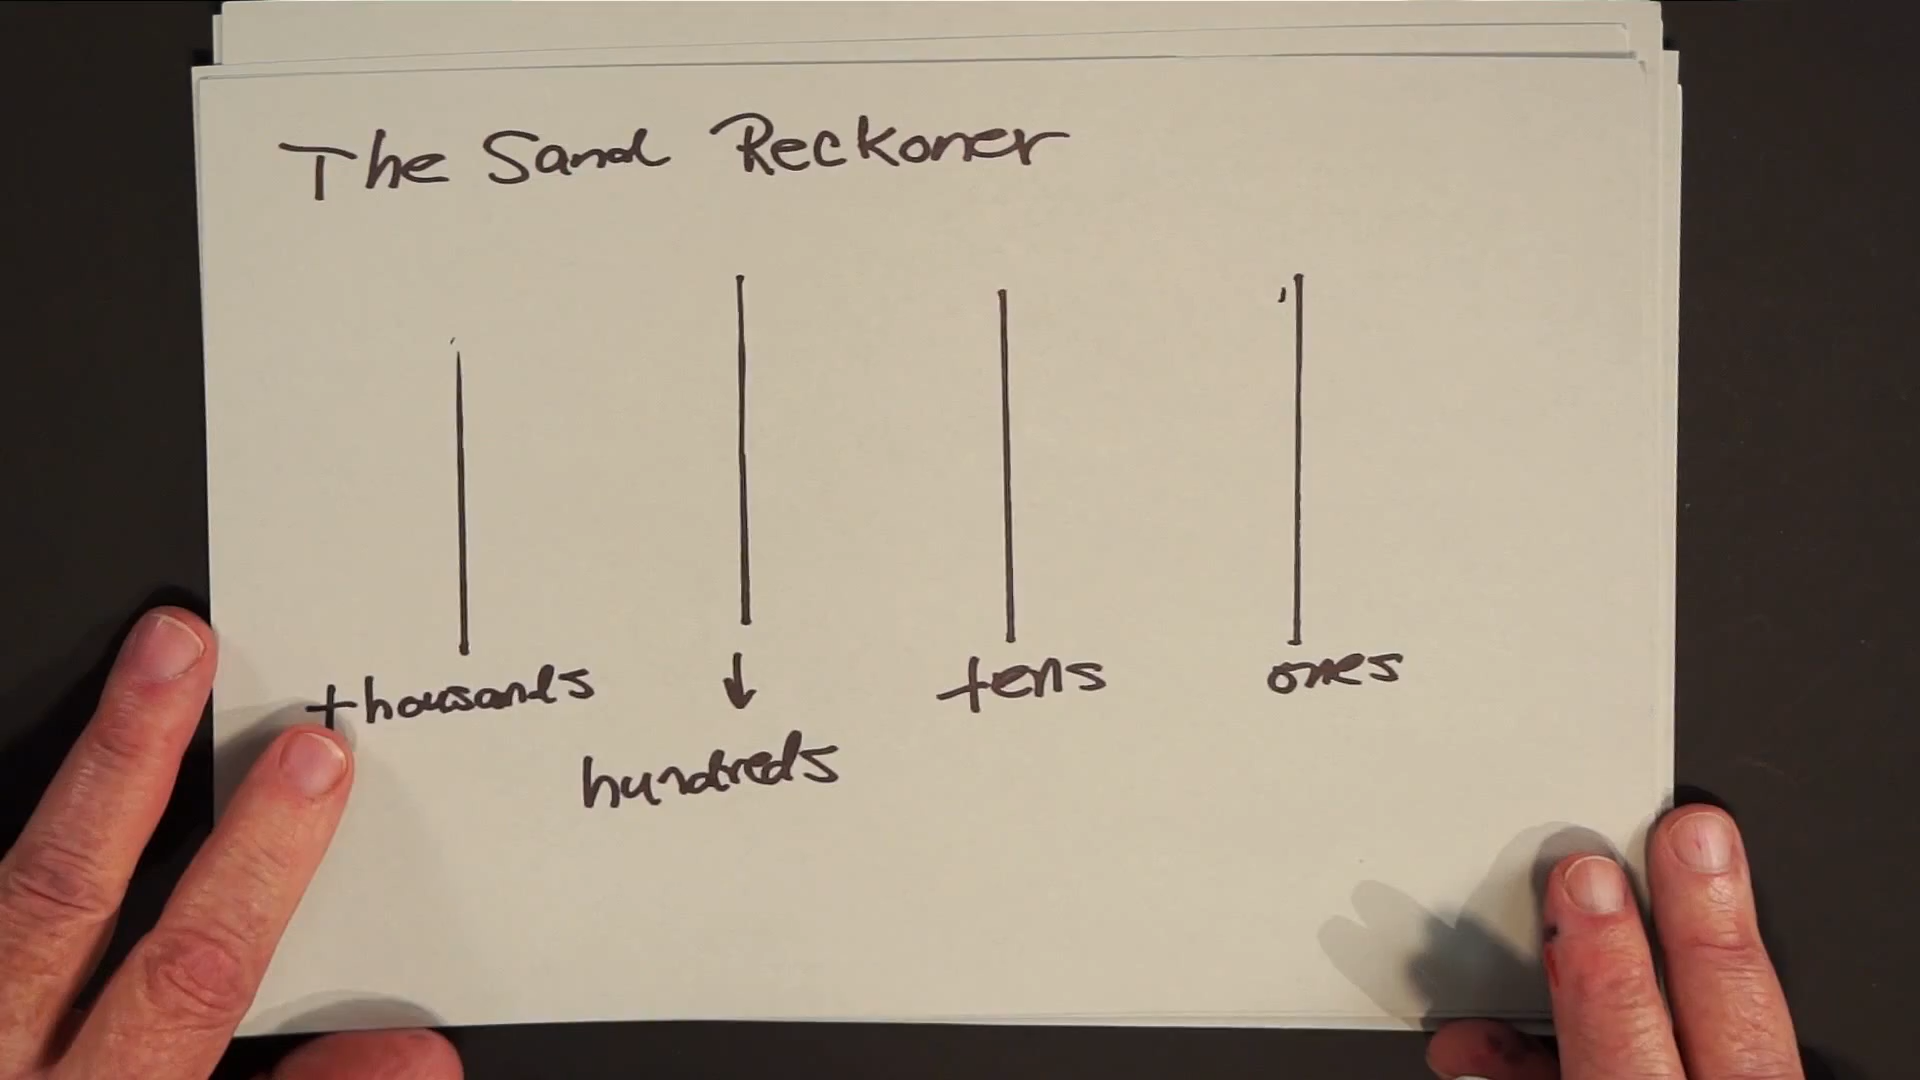 The Sand Reckoner
thousands ↓ tens ones
hundreds